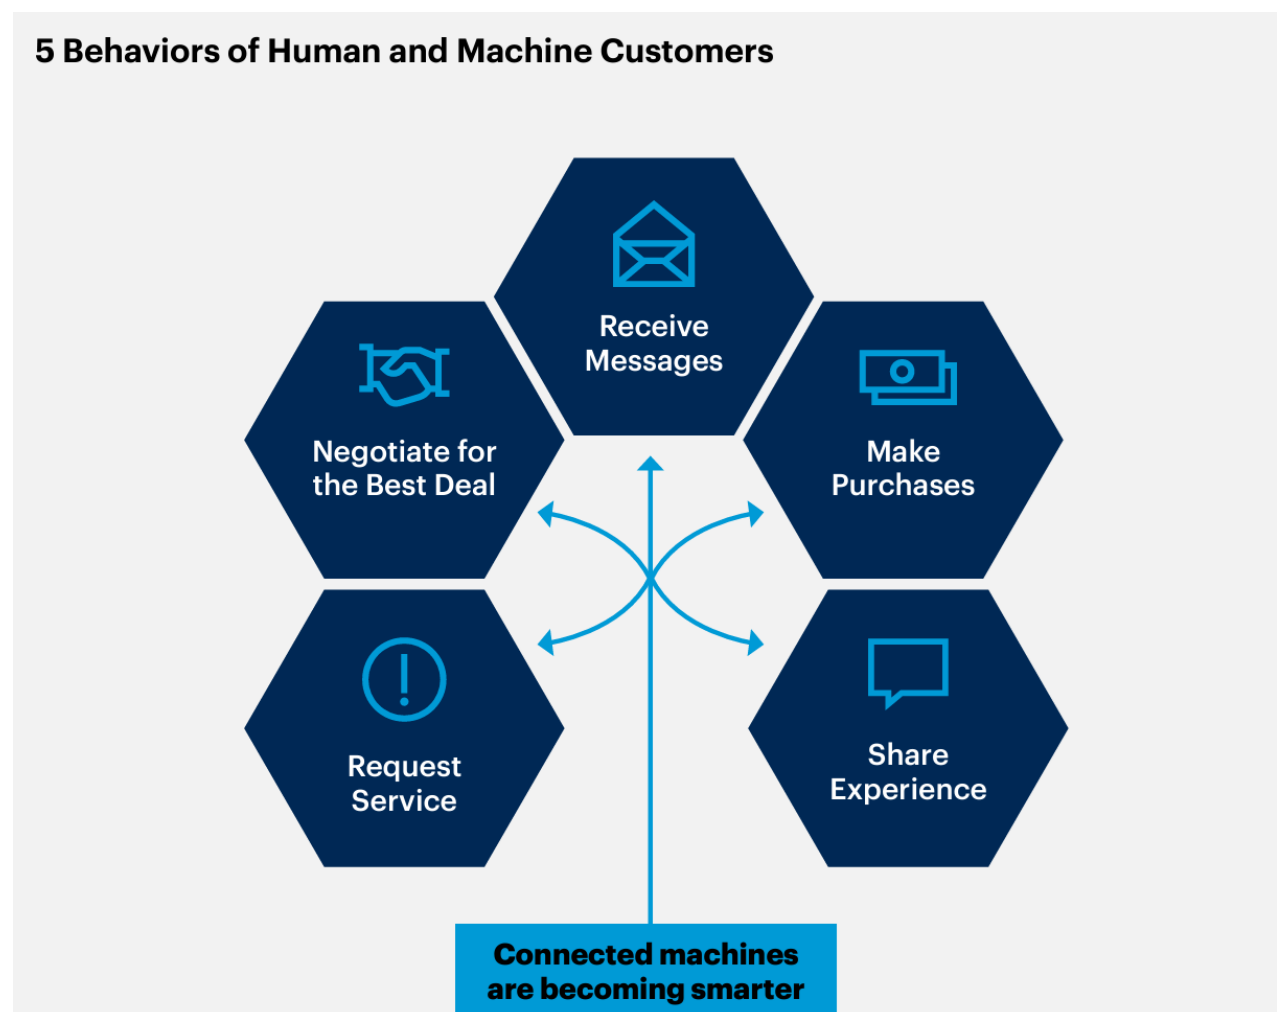 5 Behaviors of Human and Machine Customers
Receive
Messages
Negotiate for
the Best Deal
Make
Purchases
Request
Service
Share
Experience
Connected machines
are becoming smarter